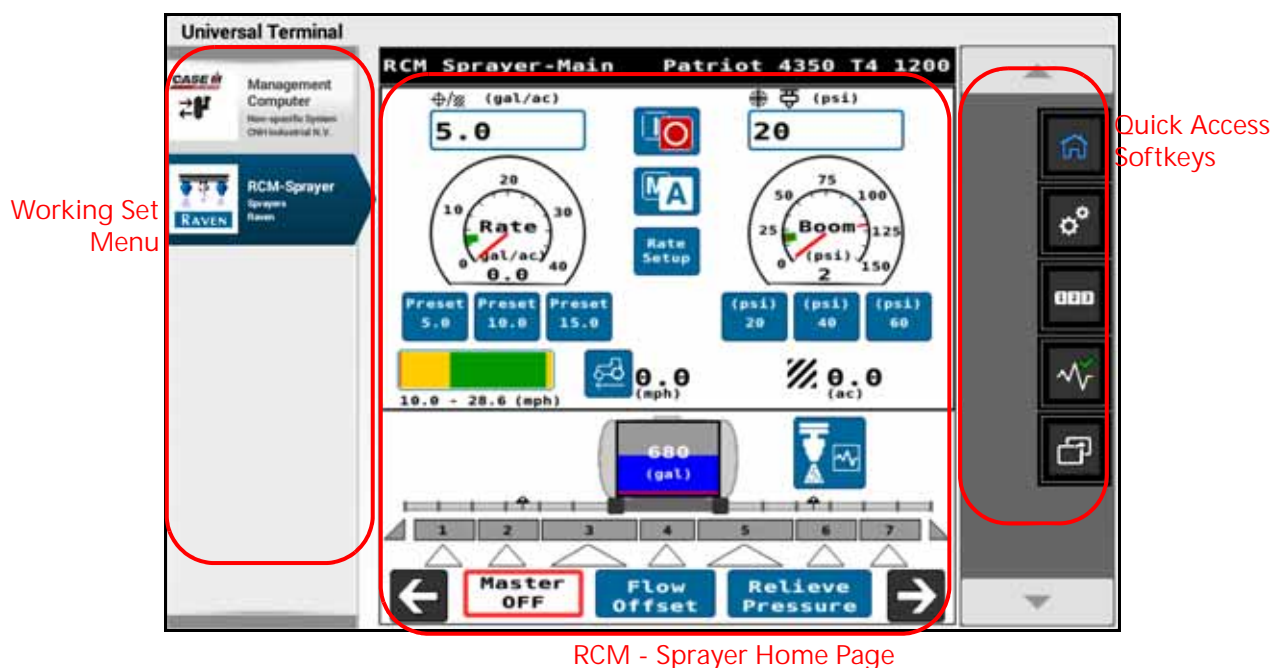 Universal Terminal
CASE IH
Management
Computer
Non-specific System
CNH Industrial N.V.
RAVEN
RCM-Sprayer
Sprayers
Raven
Working Set
Menu
RCM Sprayer-Main Patriot 4350 T4 1200
(gal/ac)
(psi)
5.0
20
M A
Rate
Setup
20
10 30
Rate
0 (gal/ac) 40
0.0
75
50 100
25 Boom 125
0 (psi) 150
2
Preset
5.0
Preset
10.0
Preset
15.0
(psi)
20
(psi)
40
(psi)
60
10.0 - 28.6 (mph)
0.0
(mph)
0.0
(ac)
680
(gal)
1 2 3 4 5 6 7
Master
OFF
Flow
Offset
Relieve
Pressure
Quick Access
Softkeys
RCM - Sprayer Home Page